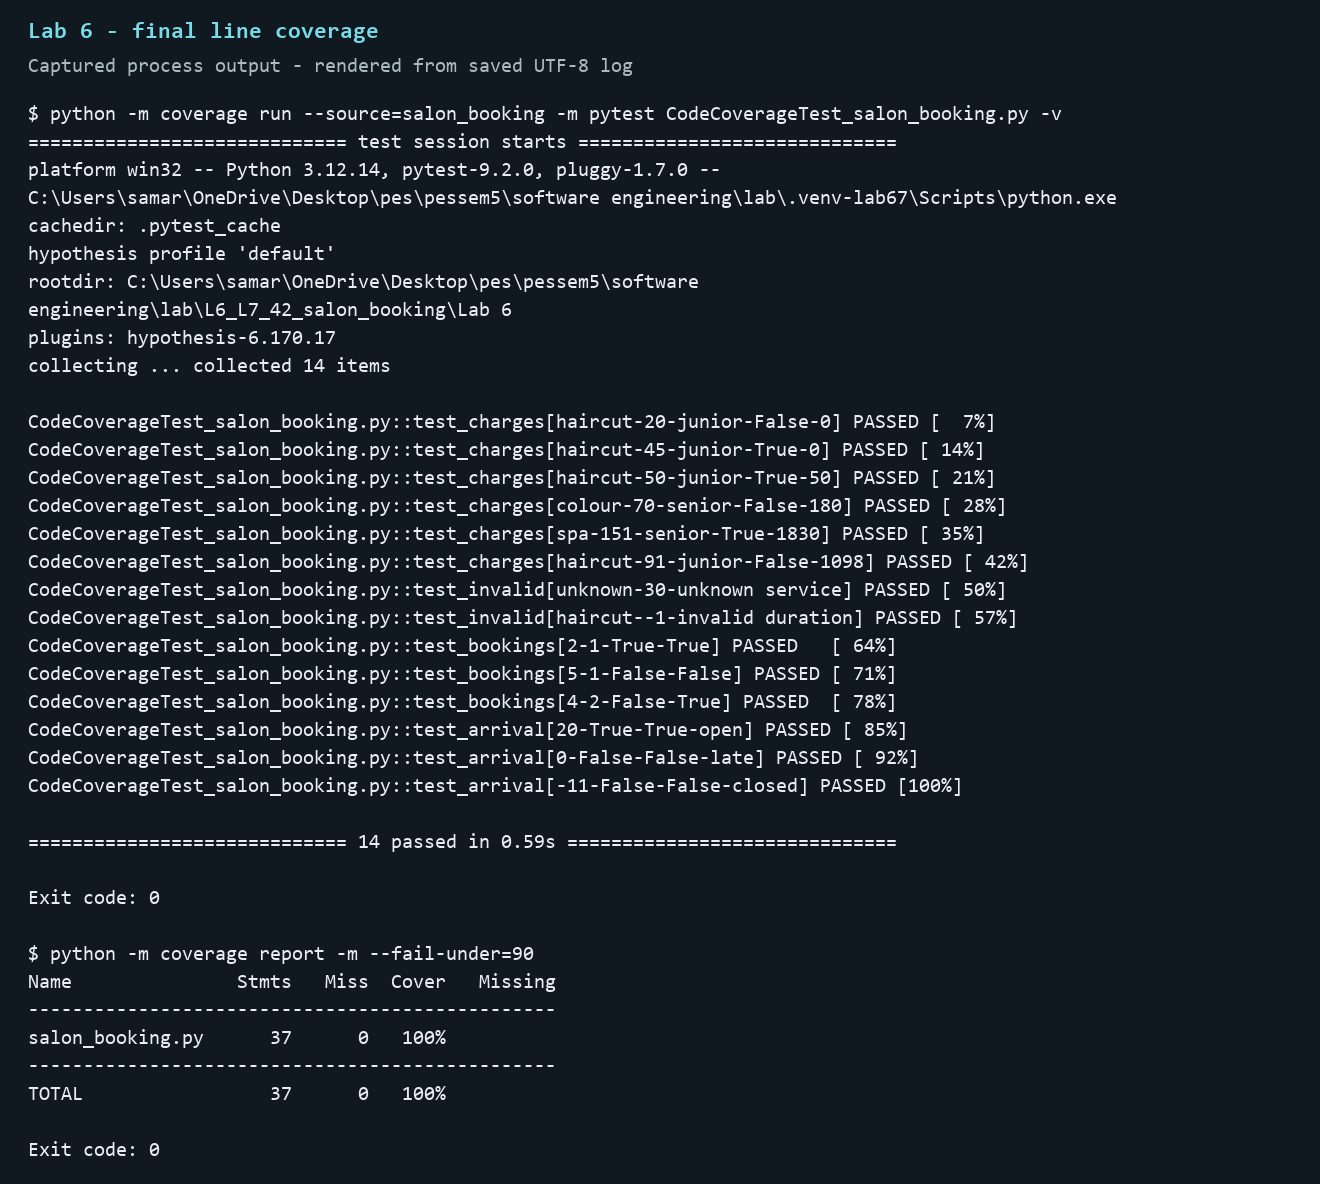 Lab 6 - final line coverage
Captured process output - rendered from saved UTF-8 log
$ python -m coverage run --source=salon_booking -m pytest CodeCoverageTest_salon_booking.py -v
============================= test session starts =============================
platform win32 -- Python 3.12.14, pytest-9.2.0, pluggy-1.7.0 --
C:\Users\samar\OneDrive\Desktop\pes\pessem5\software engineering\lab\.venv-lab67\Scripts\python.exe
cachedir: .pytest_cache
hypothesis profile 'default'
rootdir: C:\Users\samar\OneDrive\Desktop\pes\pessem5\software
engineering\lab\L6_L7_42_salon_booking\Lab 6
plugins: hypothesis-6.170.17
collecting ... collected 14 items
CodeCoverageTest_salon_booking.py::test_charges[haircut-20-junior-False-0] PASSED [  7%]
CodeCoverageTest_salon_booking.py::test_charges[haircut-45-junior-True-0] PASSED [ 14%]
CodeCoverageTest_salon_booking.py::test_charges[haircut-50-junior-True-50] PASSED [ 21%]
CodeCoverageTest_salon_booking.py::test_charges[colour-70-senior-False-180] PASSED [ 28%]
CodeCoverageTest_salon_booking.py::test_charges[spa-151-senior-True-1830] PASSED [ 35%]
CodeCoverageTest_salon_booking.py::test_charges[haircut-91-junior-False-1098] PASSED [ 42%]
CodeCoverageTest_salon_booking.py::test_invalid[unknown-30-unknown service] PASSED [ 50%]
CodeCoverageTest_salon_booking.py::test_invalid[haircut--1-invalid duration] PASSED [ 57%]
CodeCoverageTest_salon_booking.py::test_bookings[2-1-True-True] PASSED   [ 64%]
CodeCoverageTest_salon_booking.py::test_bookings[5-1-False-False] PASSED [ 71%]
CodeCoverageTest_salon_booking.py::test_bookings[4-2-False-True] PASSED  [ 78%]
CodeCoverageTest_salon_booking.py::test_arrival[20-True-True-open] PASSED [ 85%]
CodeCoverageTest_salon_booking.py::test_arrival[0-False-False-late] PASSED [ 92%]
CodeCoverageTest_salon_booking.py::test_arrival[-11-False-False-closed] PASSED [100%]
============================= 14 passed in 0.59s ==============================
Exit code: 0
$ python -m coverage report -m --fail-under=90
Name               Stmts   Miss  Cover   Missing
------------------------------------------------
salon_booking.py      37      0   100%
------------------------------------------------
TOTAL                 37      0   100%
Exit code: 0